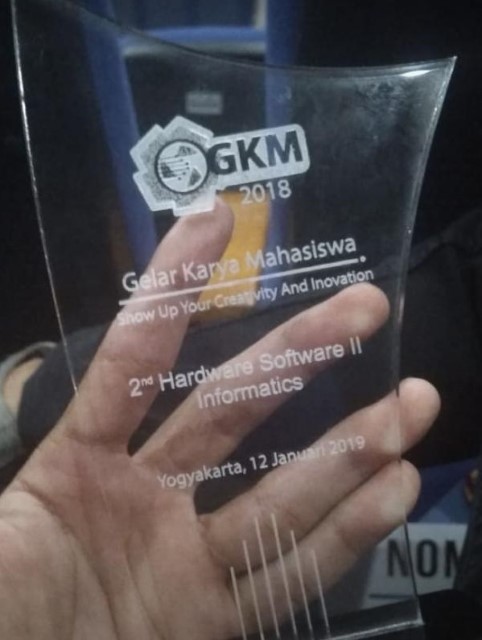 GKM
2018
Gelar Karya Mahasiswa
Show Up Your Creativity And Inovation
2nd Hardware Software II
Informatics
Yogyakarta, 12 Januari 2019
NOM